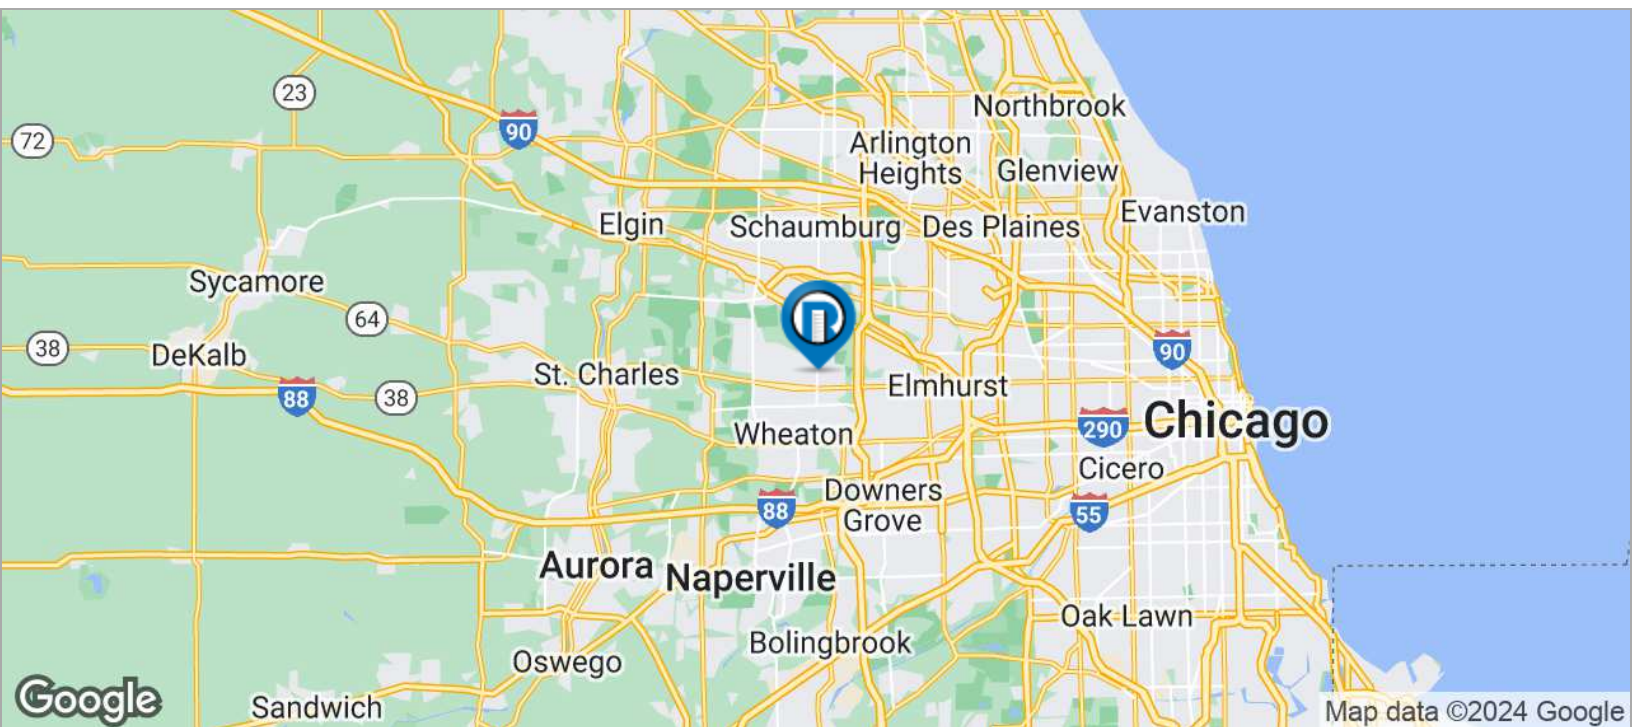 23
Northbrook
90
72
Arlington
Heights
Glenview
Evanston
Elgin
Schaumburg
Des Plaines
Sycamore
64
R
38
DeKalb
90
St. Charles
Elmhurst
88
38
Chicago
290
Wheaton
Cicero
Downers
Grove
88
55
Aurora
Naperville
Oak Lawn
Bolingbrook
Oswego
Google
Sandwich
Map data ©2024 Google